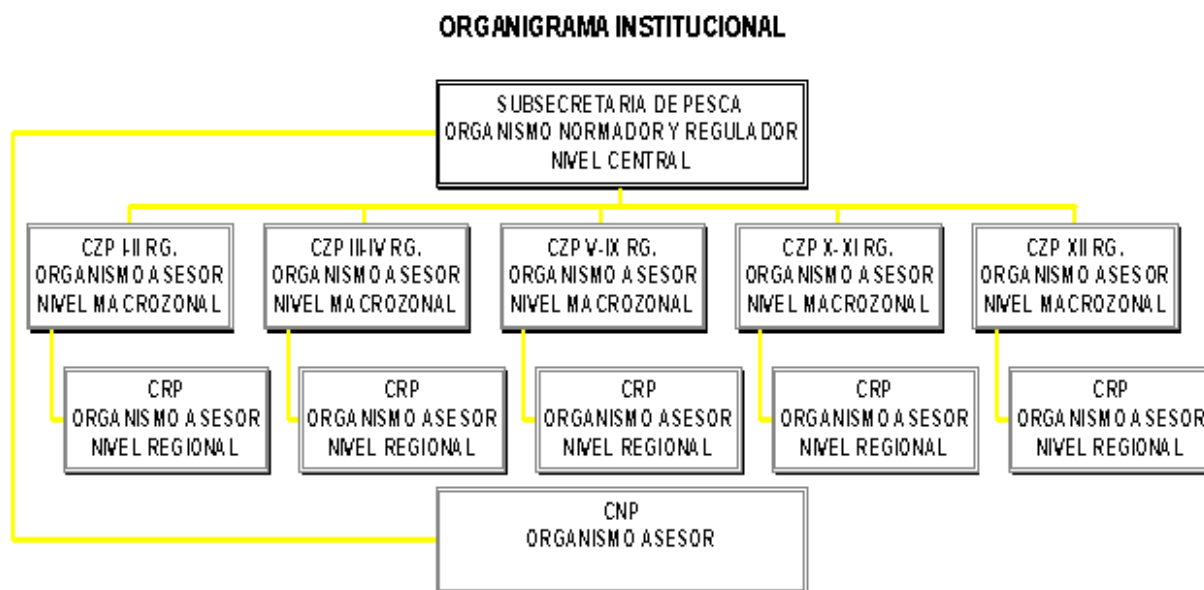 ORGANIGRAMA INSTITUCIONAL
SUBSECRETARIA DE PESCA
ORGANISMO NORMADOR Y REGULADOR
NIVEL CENTRAL
CZP I-II RG.
ORGANISMO ASESOR
NIVEL MACROZONAL
CZP III-IV RG.
ORGANISMO ASESOR
NIVEL MACROZONAL
CZP V-IX RG.
ORGANISMO ASESOR
NIVEL MACROZONAL
CZP X-XI RG.
ORGANISMO ASESOR
NIVEL MACROZONAL
CZP XII RG.
ORGANISMO ASESOR
NIVEL MACROZONAL
CRP
ORGANISMO ASESOR
NIVEL REGIONAL
CRP
ORGANISMO ASESOR
NIVEL REGIONAL
CRP
ORGANISMO ASESOR
NIVEL REGIONAL
CRP
ORGANISMO ASESOR
NIVEL REGIONAL
CRP
ORGANISMO ASESOR
NIVEL REGIONAL
CNP
ORGANISMO ASESOR